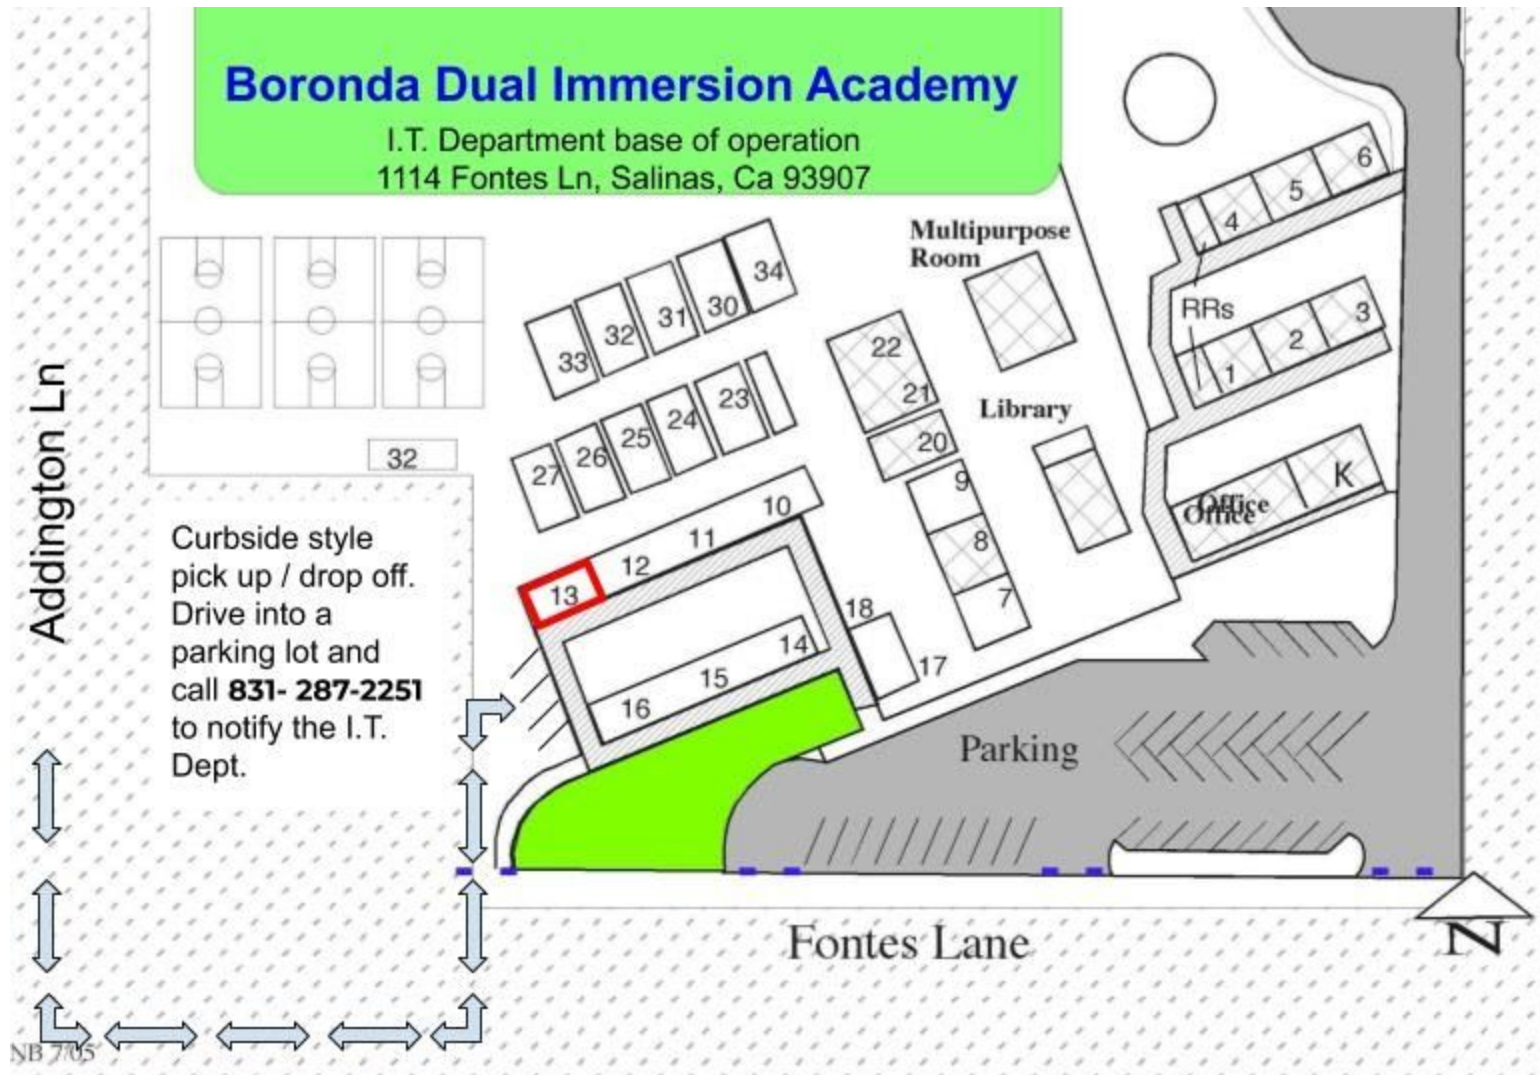 Boronda Dual Immersion Academy
I.T. Department base of operation
1114 Fontes Ln, Salinas, Ca 93907
Addington Ln
Multipurpose
Room
Library
RRs
Office
Office
K
1
2
3
4
5
6
34
30
31
32
33
23
24
25
26
27
22
21
20
9
8
7
10
11
12
13
14
15
16
17
18
32
Curbside style
pick up / drop off.
Drive into a
parking lot and
call 831- 287-2251
to notify the I.T.
Dept.
Parking
Fontes Lane
N
NB 7/05